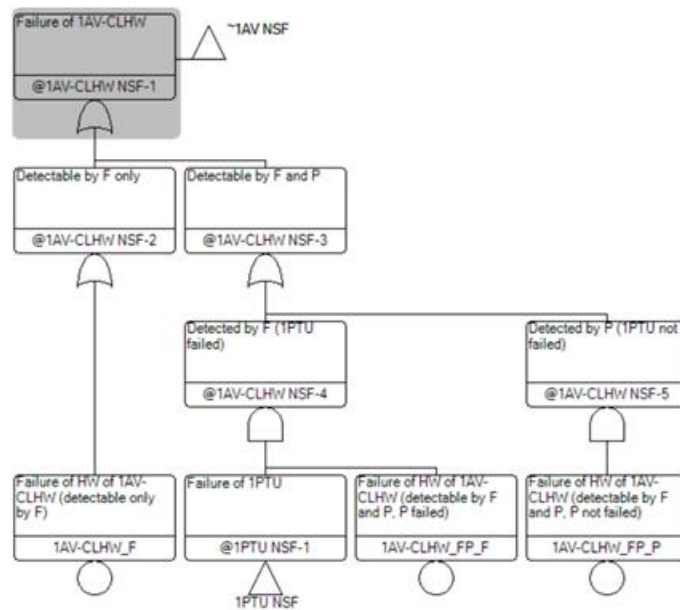 Failure of 1AV-CLHW
~1AV NSF
@1AV-CLHW NSF-1
Detectable by F only
@1AV-CLHW NSF-2
Detectable by F and P
@1AV-CLHW NSF-3
Detected by F (1PTU
failed)
@1AV-CLHW NSF-4
Detected by P (1PTU not
failed)
@1AV-CLHW NSF-5
Failure of HW of 1AV-
CLHW (detectable only
by F)
1AV-CLHW_F
Failure of 1PTU
@1PTU NSF-1
1PTU NSF
Failure of HW of 1AV-
CLHW (detectable by F
and P, P failed)
1AV-CLHW_FP_F
Failure of HW of 1AV-
CLHW (detectable by F
and P, P not failed)
1AV-CLHW_FP_P